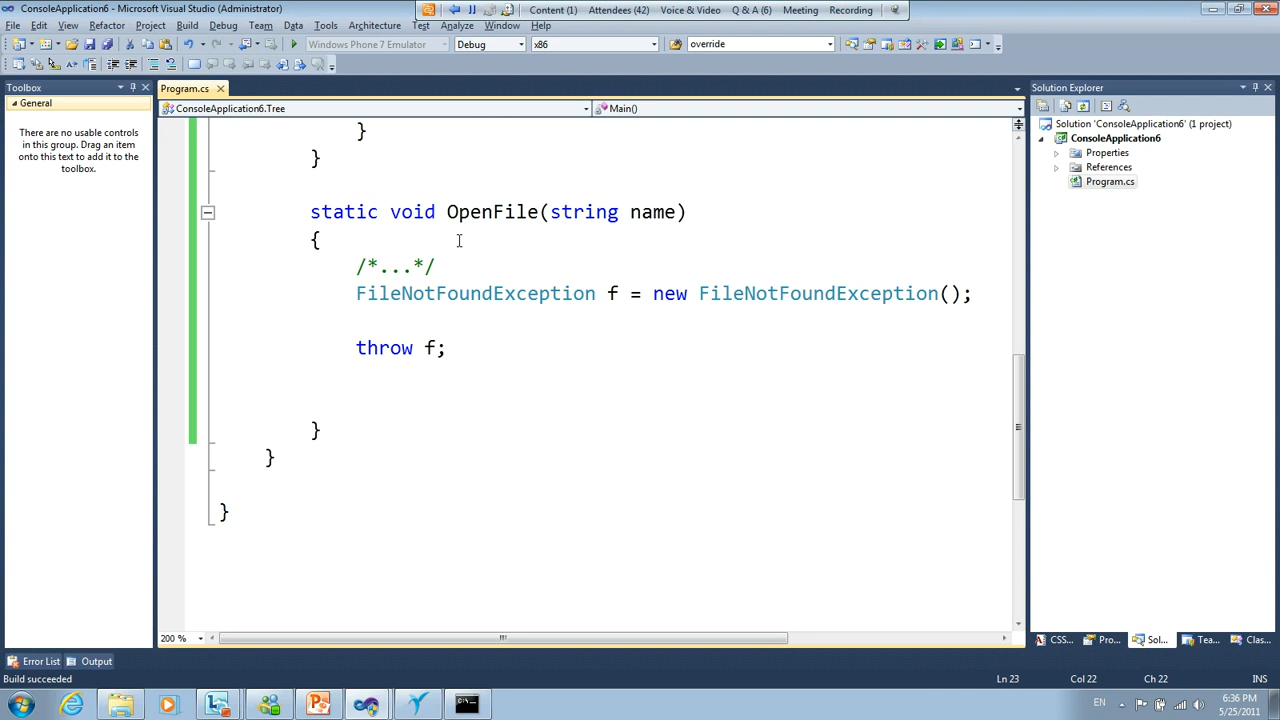 ConsoleApplication6 - Microsoft Visual Studio (Administrator)
Content (1) Attendees (42) Voice & Video Q & A (6) Meeting Recording
File Edit View Refactor Project Build Debug Team Data Tools Architecture Test Analyze Window Help
Windows Phone 7 Emulator Debug x86 override
Toolbox
General
There are no usable controls
in this group. Drag an item
onto this text to add it to the
toolbox.
Program.cs
ConsoleApplication6.Tree Main()
}
}
static void OpenFile(string name)
{
/*...*/
FileNotFoundException f = new FileNotFoundException();
throw f;
}
}
}
200 %
Solution Explorer
Solution 'ConsoleApplication6' (1 project)
ConsoleApplication6
Properties
References
Program.cs
CSS... Pro... Sol... Tea... Clas...
Error List Output
Build succeeded Ln 23 Col 22 Ch 22 INS
EN 6:36 PM
5/25/2011